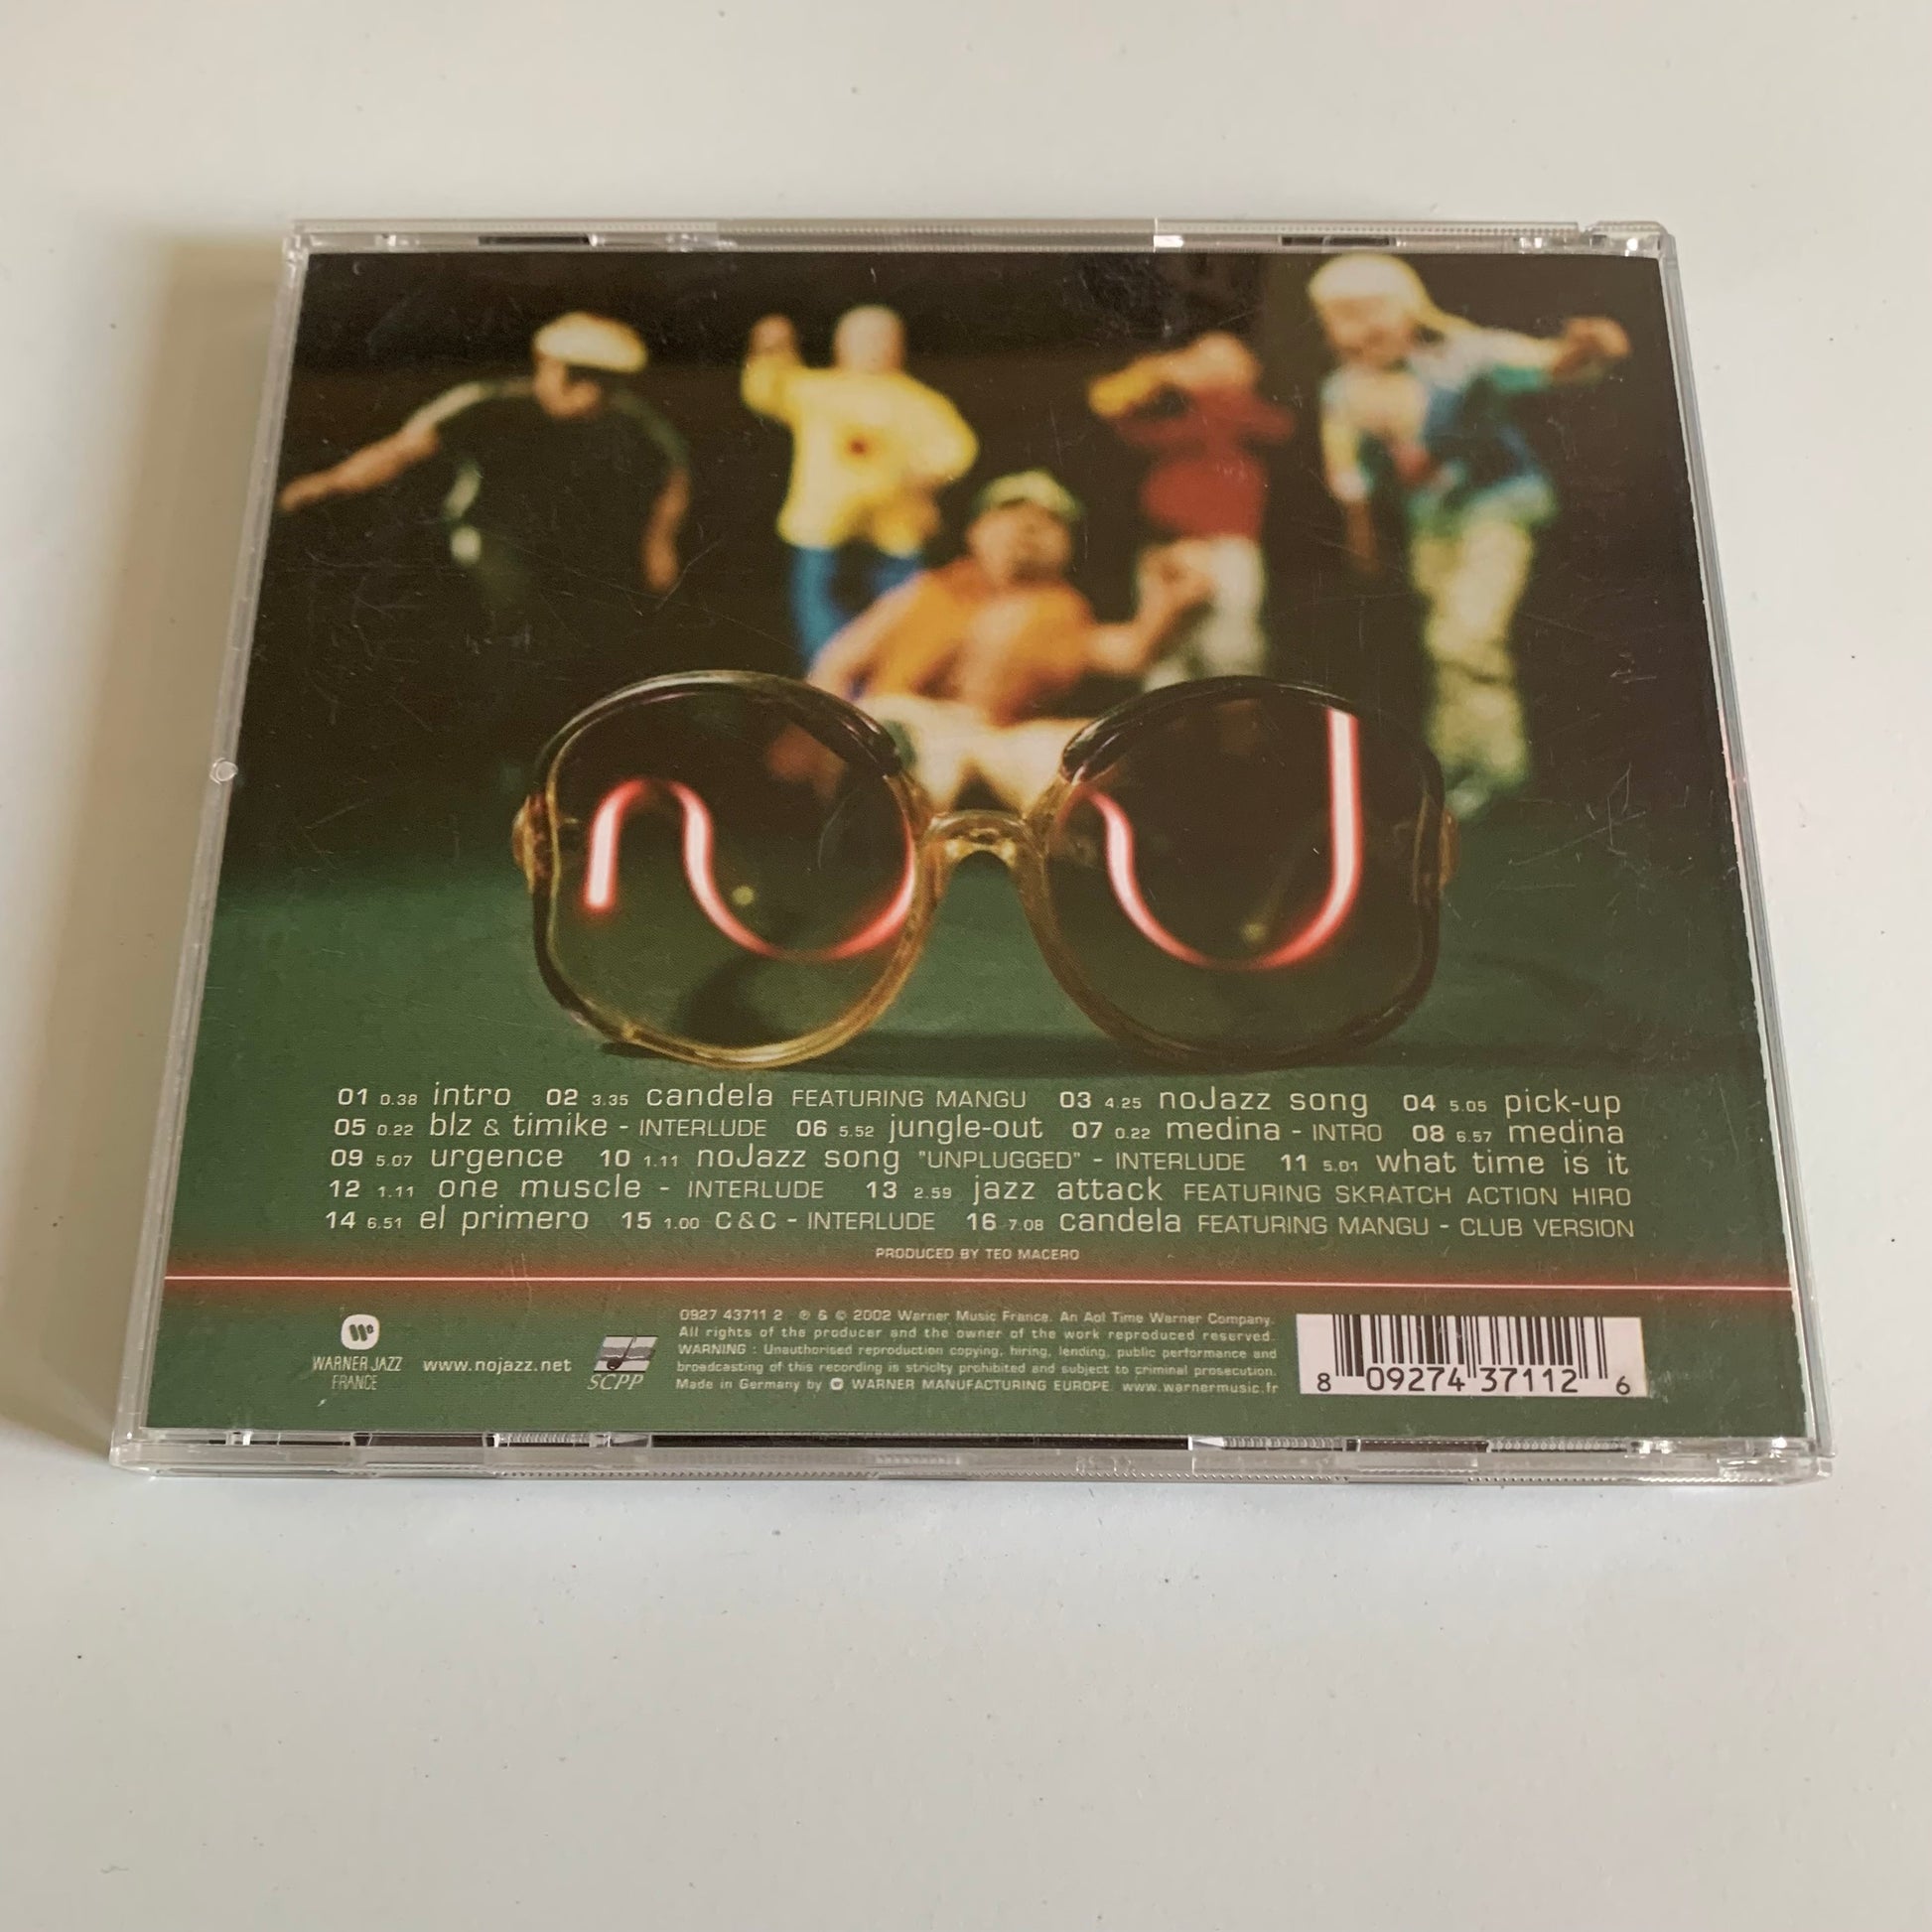 01 0.38 intro 02 3.35 candela FEATURING MANGU 03 4.25 noJazz song 04 5.05 pick-up
05 0.22 blz & timike - INTERLUDE 06 5.52 jungle-out 07 0.22 medina - INTRO 08 6.57 medina
09 5.07 urgence 10 1.11 noJazz song "UNPLUGGED" - INTERLUDE 11 5.01 what time is it
12 1.11 one muscle - INTERLUDE 13 2.59 jazz attack FEATURING SKRATCH ACTION HIRO
14 6.51 el primero 15 1.00 C&C - INTERLUDE 16 7.08 candela FEATURING MANGU - CLUB VERSION
PRODUCED BY TEO MACERO
WARNER JAZZ
FRANCE
www.nojazz.net
SCPP
0927 43711 2 ℗ & © 2002 Warner Music France. An Aol Time Warner Company.
All rights of the producer and the owner of the work reproduced reserved.
WARNING : Unauthorised reproduction copying, hiring, lending, public performance and
broadcasting of this recording is striclty prohibited and subject to criminal prosecution.
Made in Germany by WARNER MANUFACTURING EUROPE. www.warnermusic.fr
8 09274 37112 6